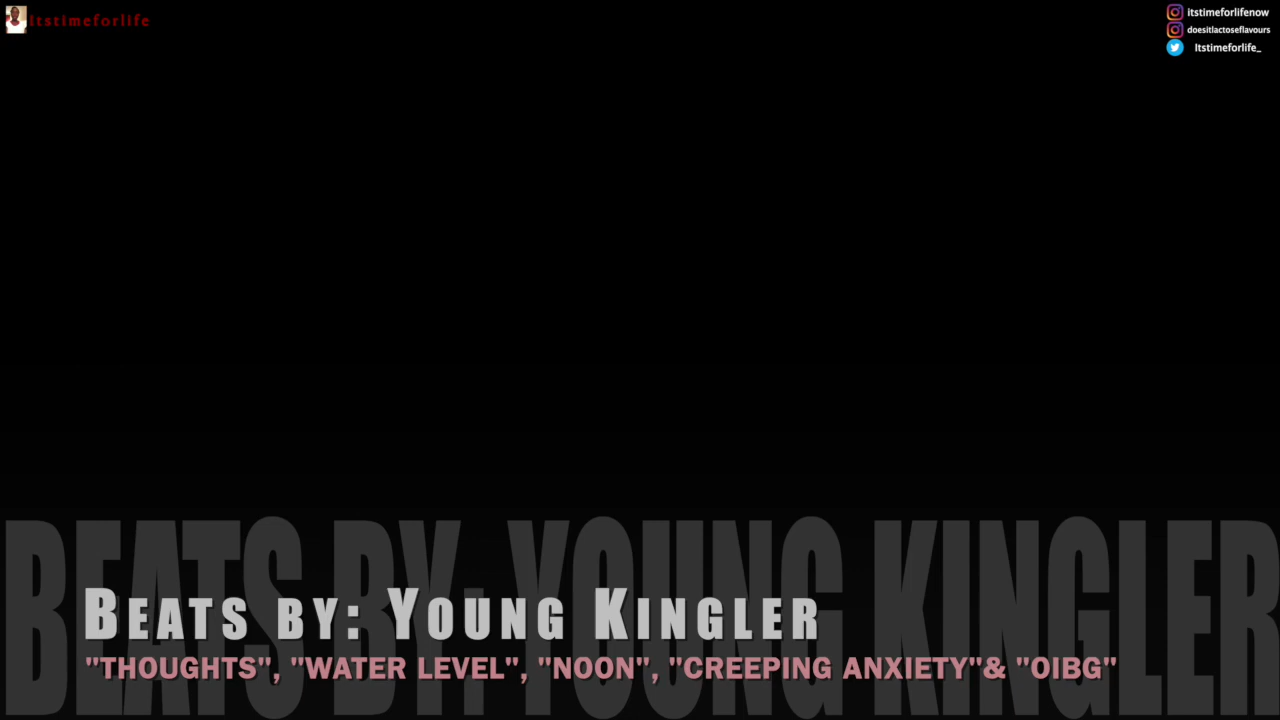 Itstimeforlife
itstimeforlifenow
doesitlactoseflavours
Itstimeforlife_
BEATS BY: YOUNG KINGLER
BEATS BY: YOUNG KINGLER
"THOUGHTS", "WATER LEVEL", "NOON", "CREEPING ANXIETY"& "OIBG"